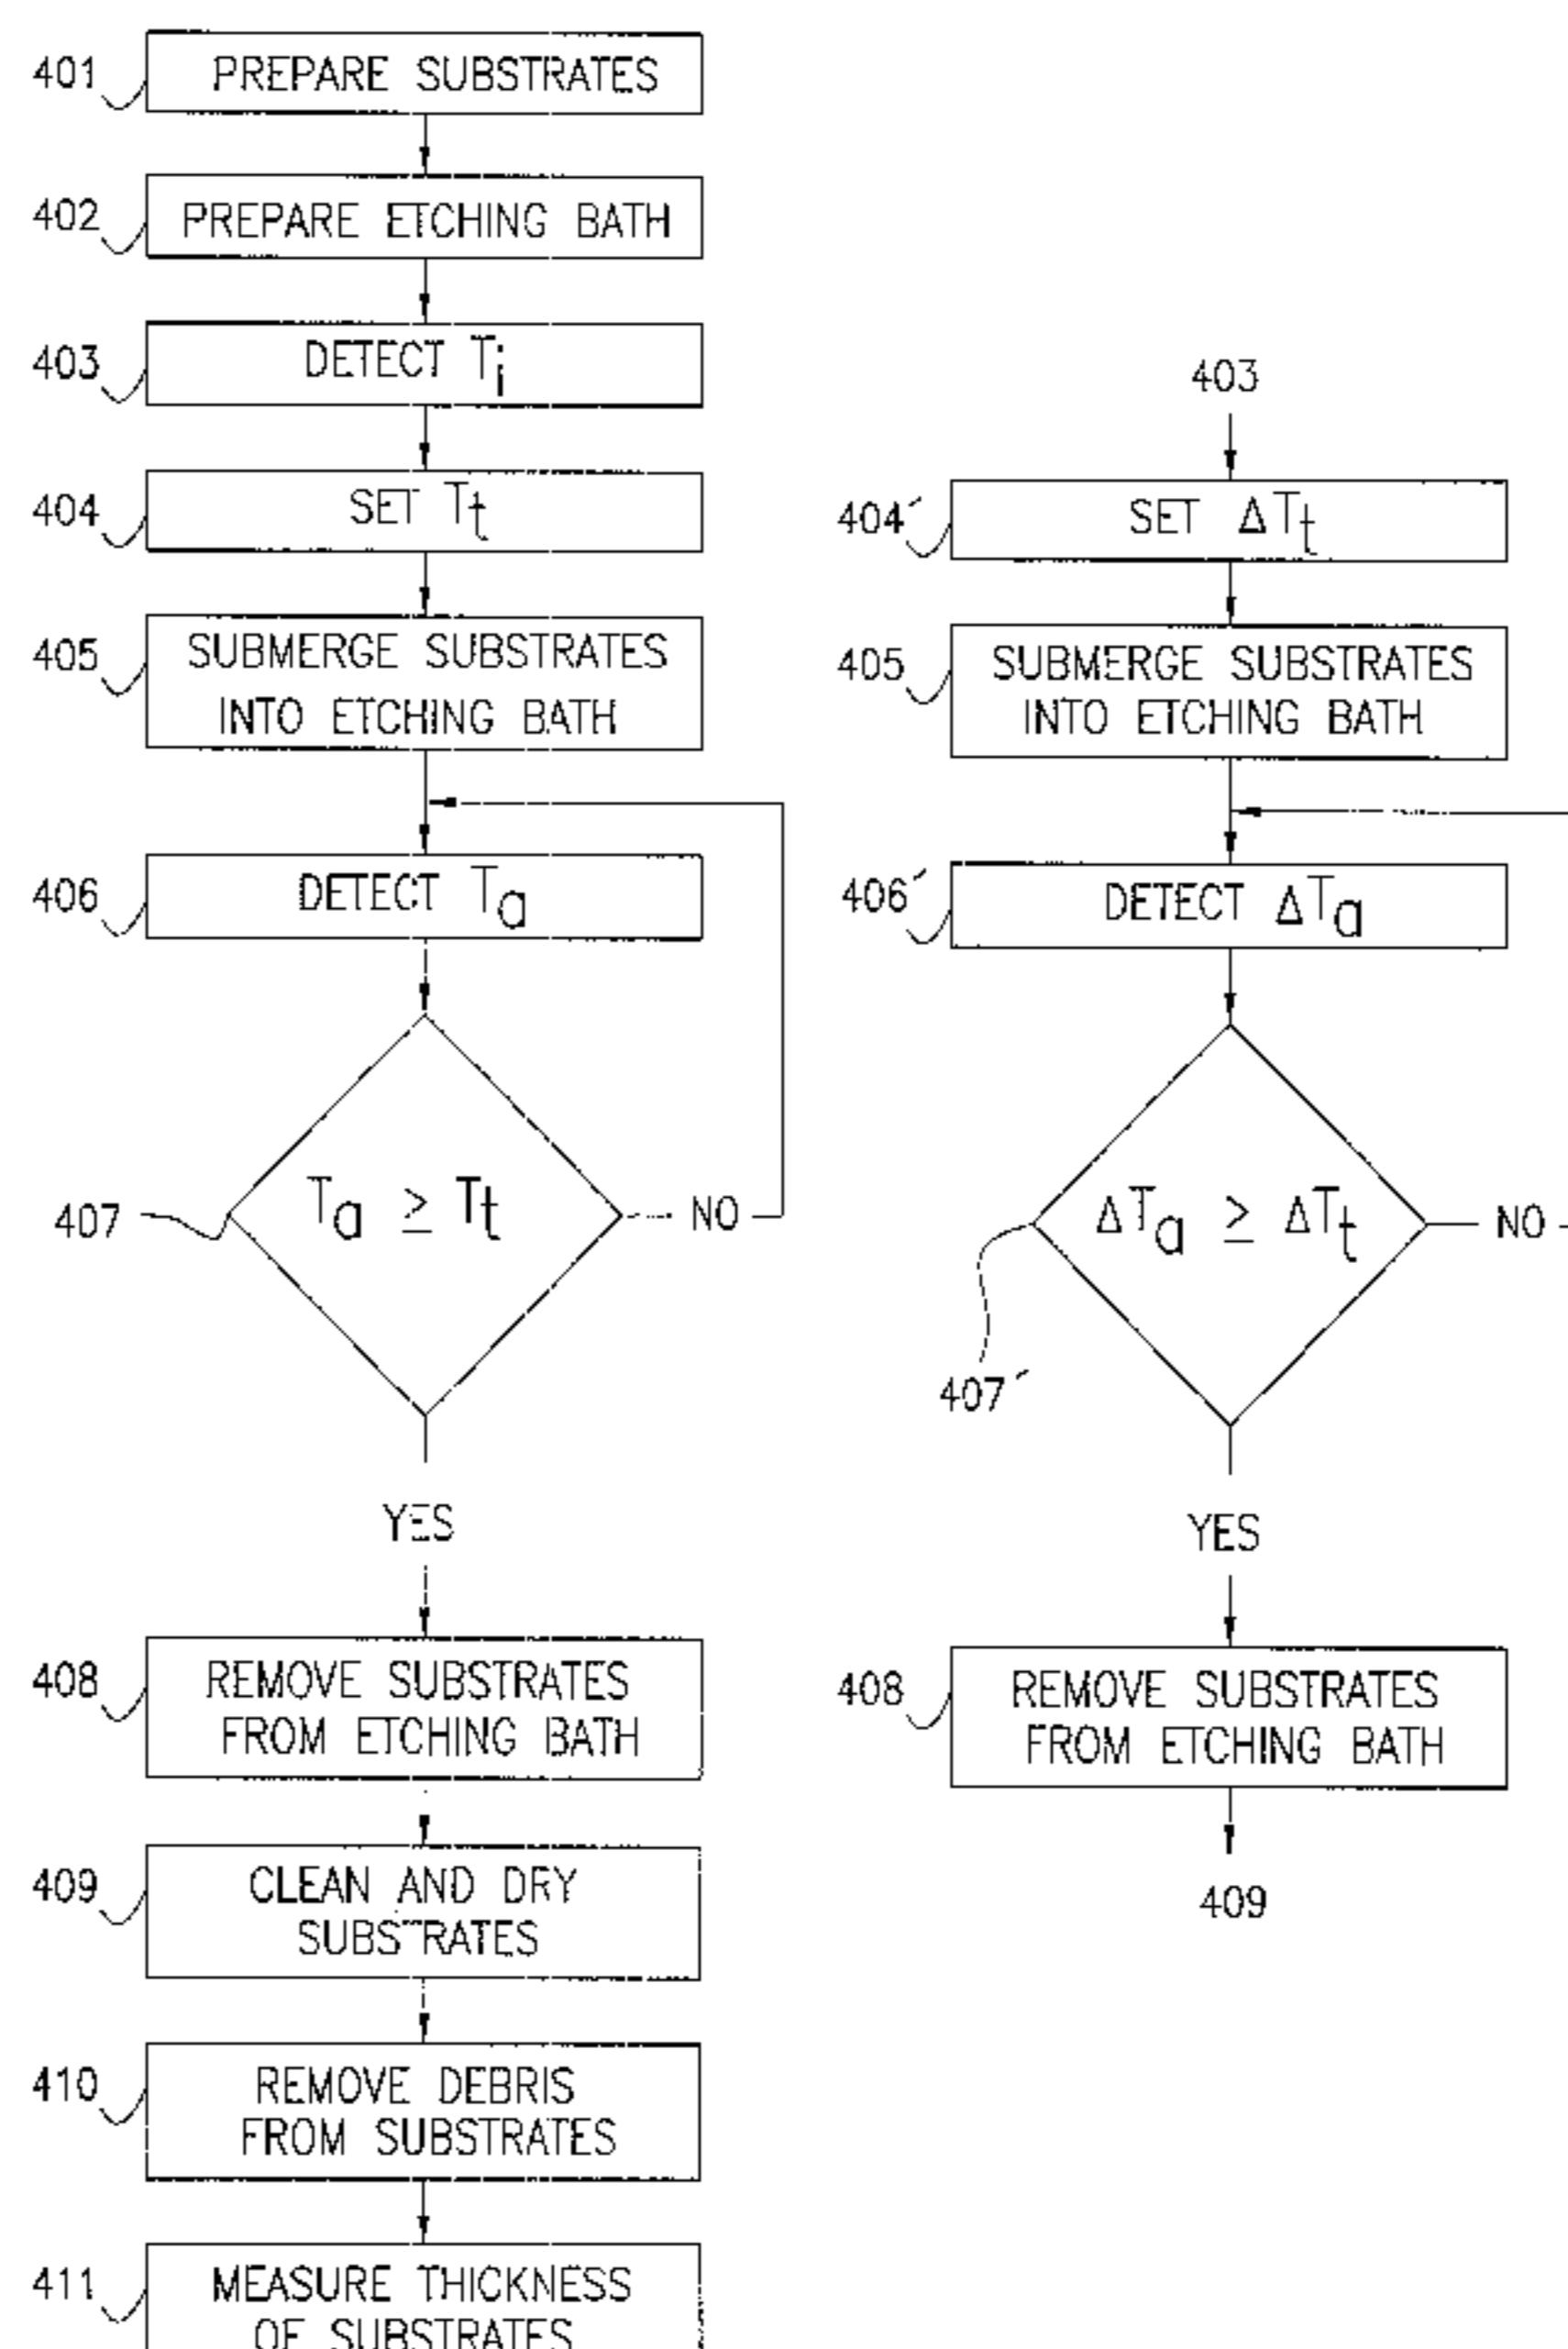 401 PREPARE SUBSTRATES
402 PREPARE ETCHING BATH
403 DETECT Ti
404 SET Tt
405 SUBMERGE SUBSTRATES
INTO ETCHING BATH
406 DETECT Ta
407 Ta ≥ Tt NO
YES
408 REMOVE SUBSTRATES
FROM ETCHING BATH
409 CLEAN AND DRY
SUBSTRATES
410 REMOVE DEBRIS
FROM SUBSTRATES
411 MEASURE THICKNESS
OF SUBSTRATES
403
404´ SET ΔTt
405 SUBMERGE SUBSTRATES
INTO ETCHING BATH
406´ DETECT ΔTa
ΔTa ≥ ΔTt NO
407´
YES
408 REMOVE SUBSTRATES
FROM ETCHING BATH
409